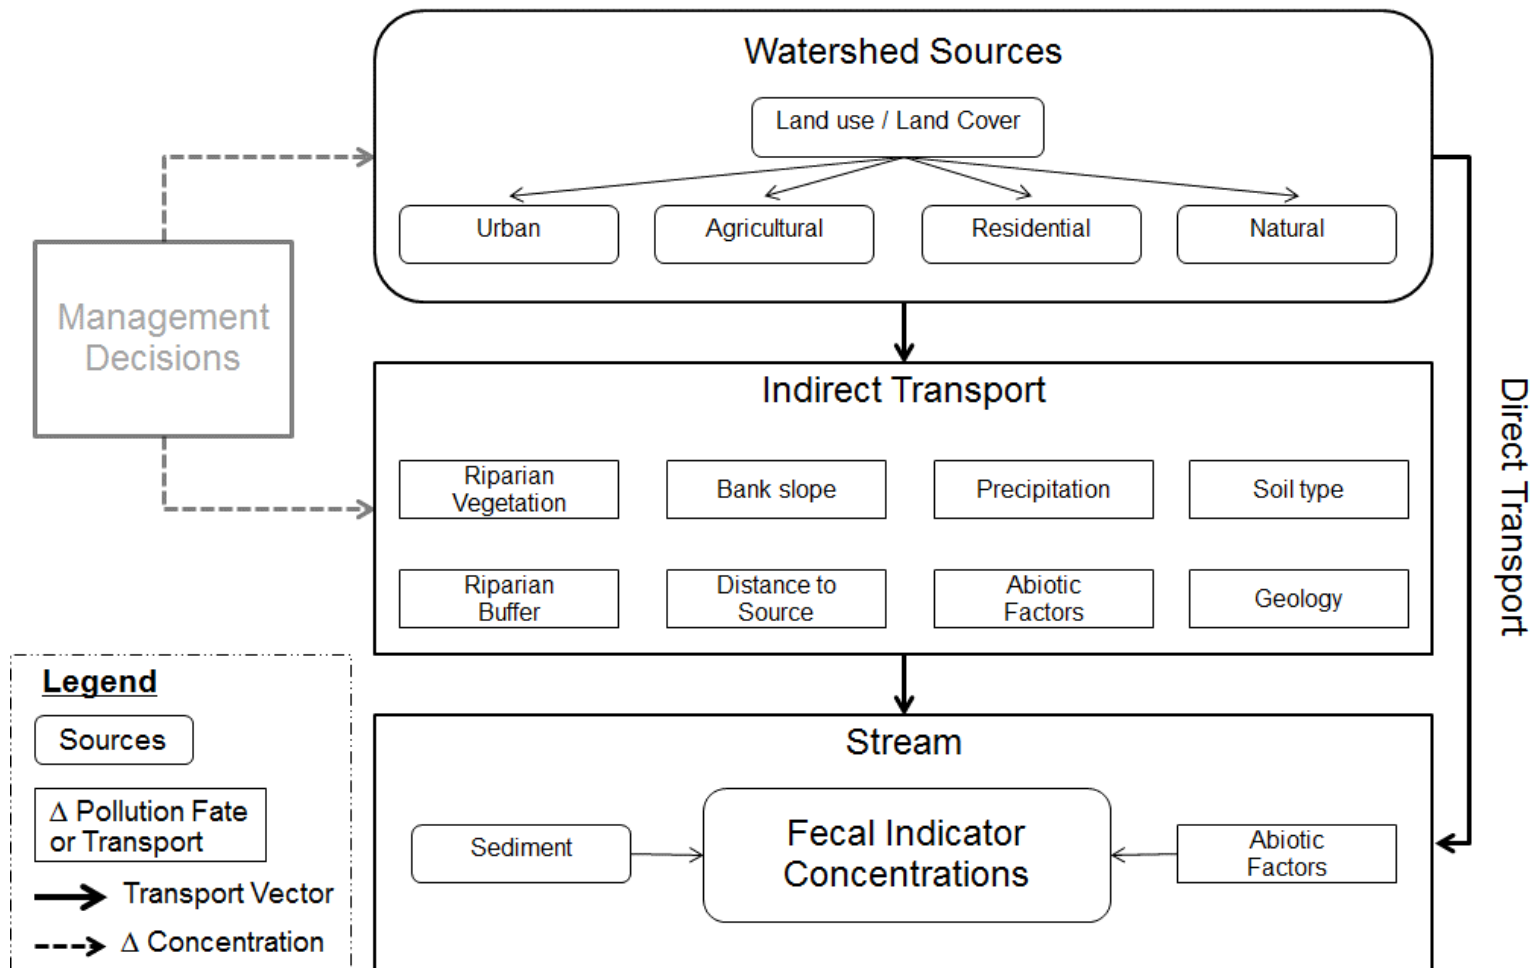 Watershed Sources
Land use / Land Cover
Urban
Agricultural
Residential
Natural
Management
Decisions
Indirect Transport
Riparian
Vegetation
Bank slope
Precipitation
Soil type
Riparian
Buffer
Distance to
Source
Abiotic
Factors
Geology
Direct Transport
Stream
Sediment
Fecal Indicator
Concentrations
Abiotic
Factors
Legend
Sources
Δ Pollution Fate
or Transport
Transport Vector
Δ Concentration